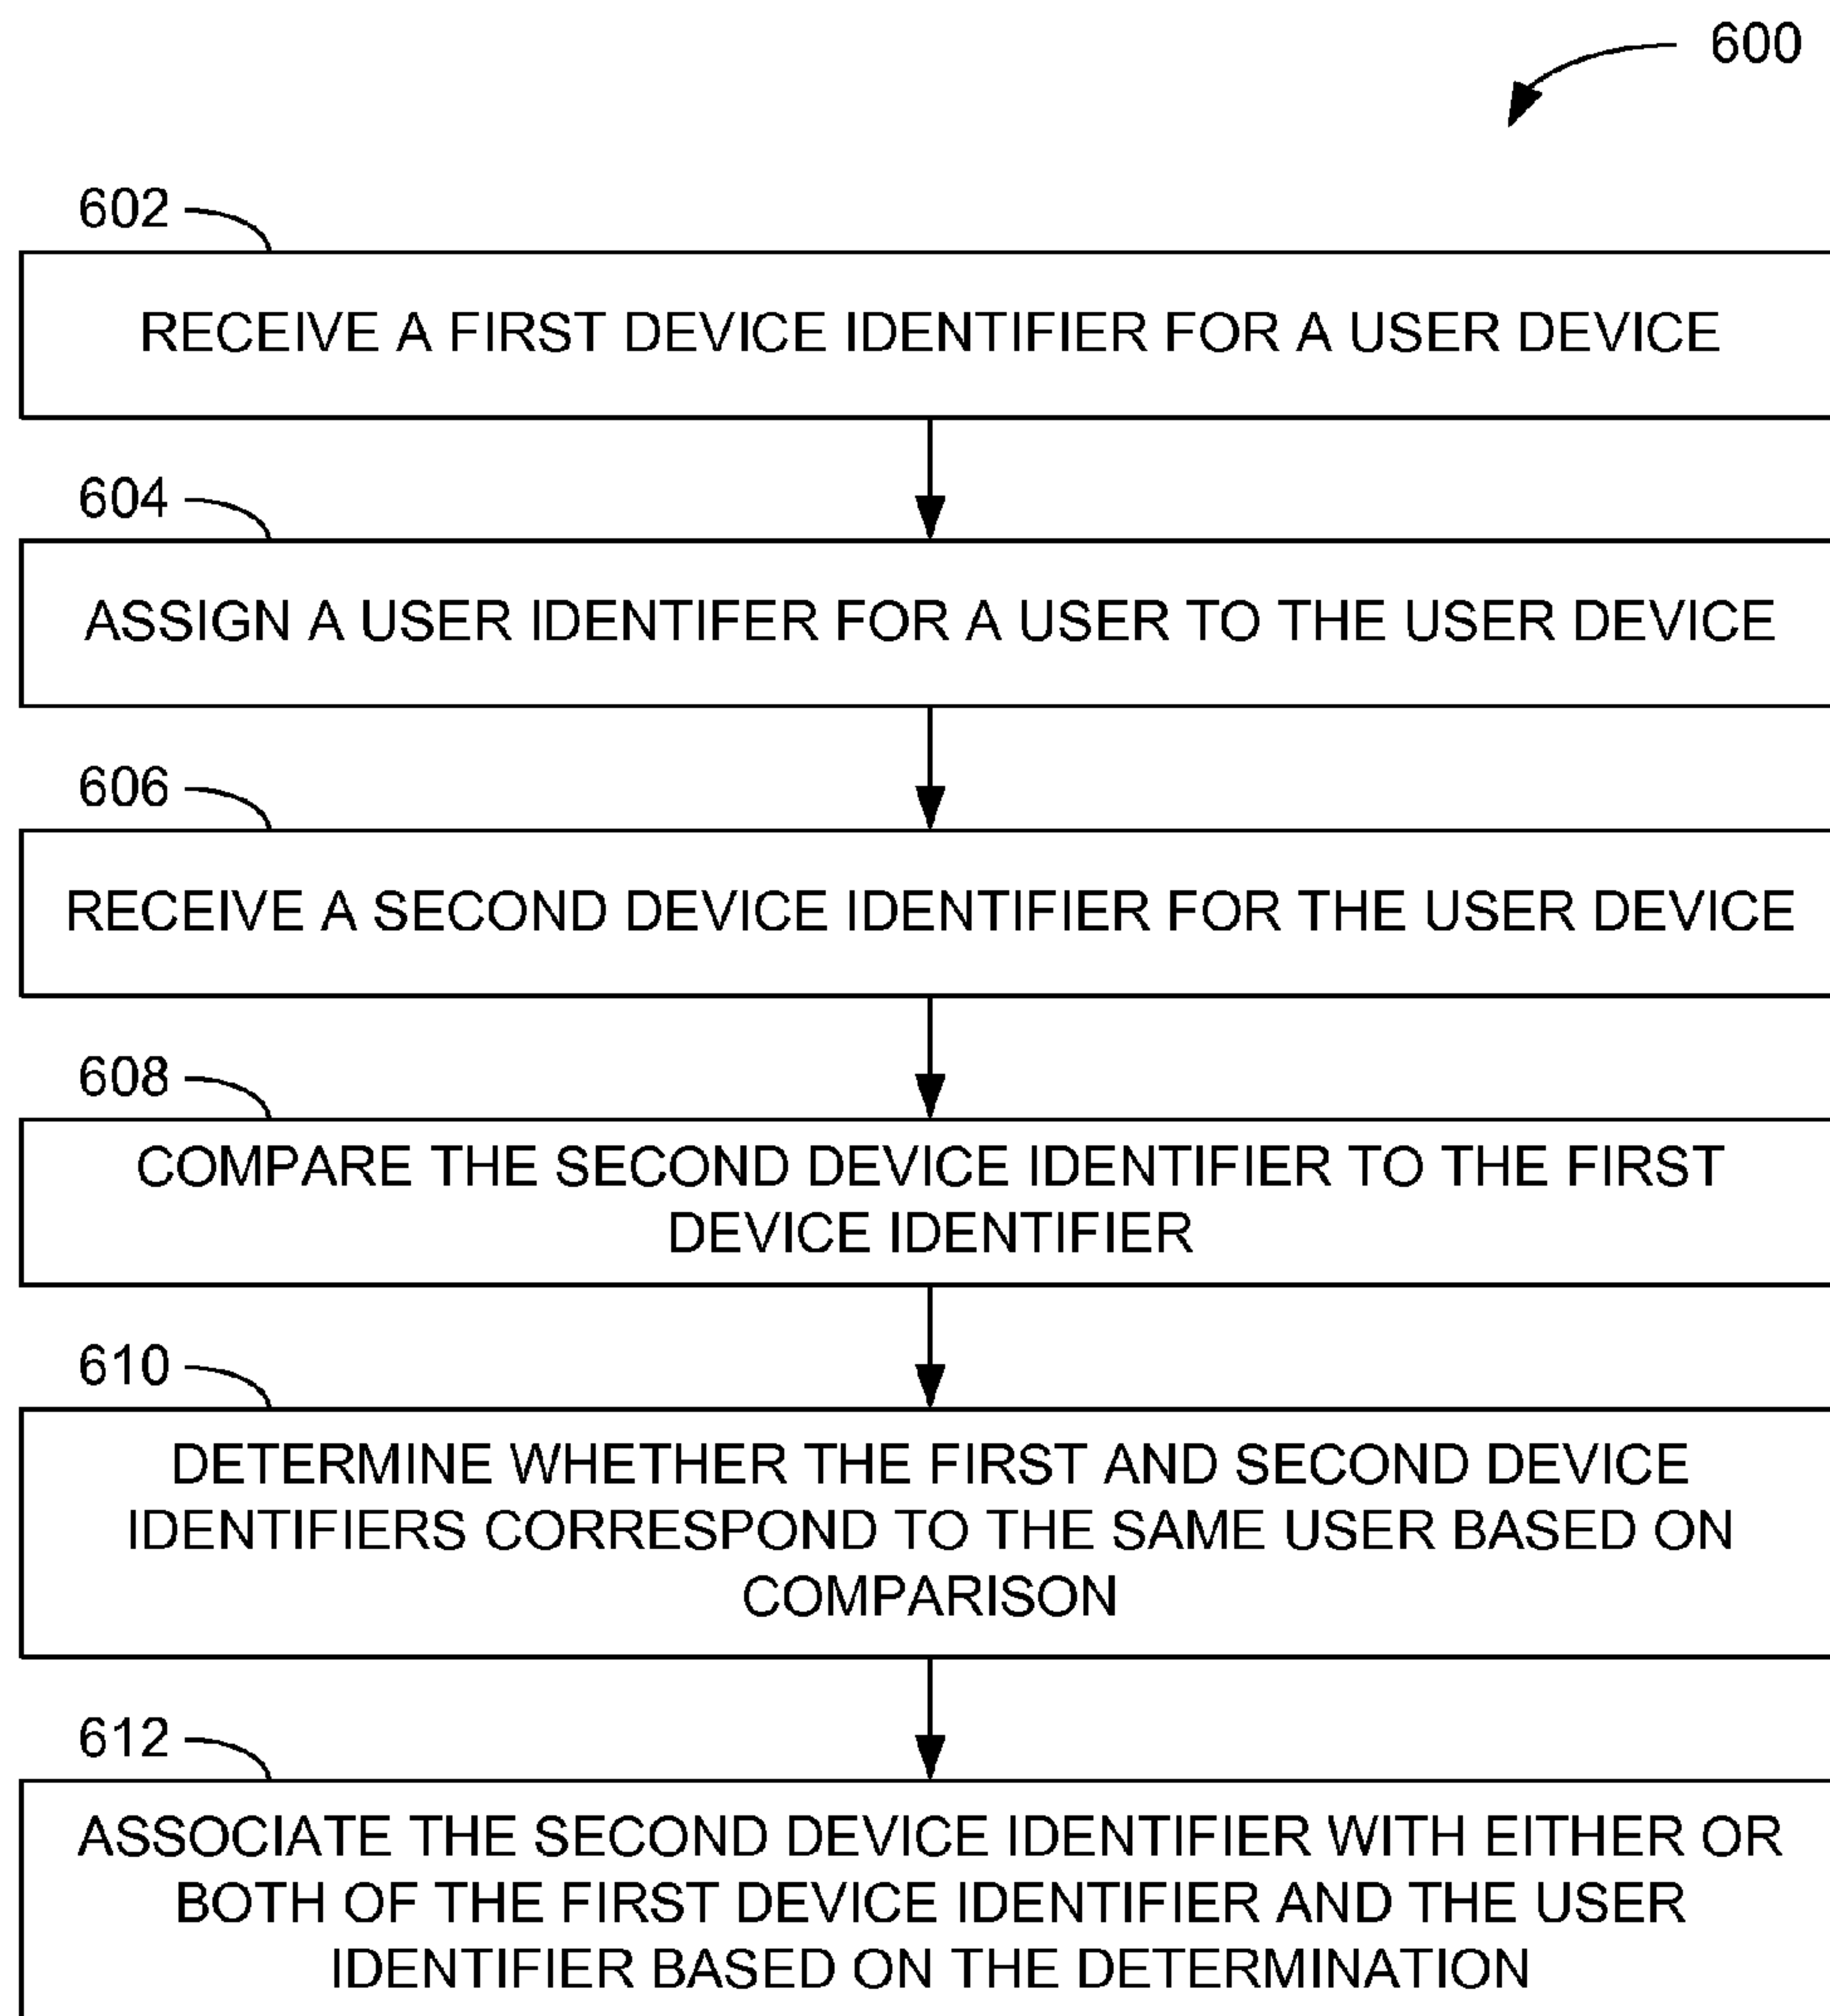 600
602
RECEIVE A FIRST DEVICE IDENTIFIER FOR A USER DEVICE
604
ASSIGN A USER IDENTIFER FOR A USER TO THE USER DEVICE
606
RECEIVE A SECOND DEVICE IDENTIFIER FOR THE USER DEVICE
608
COMPARE THE SECOND DEVICE IDENTIFIER TO THE FIRST
DEVICE IDENTIFIER
610
DETERMINE WHETHER THE FIRST AND SECOND DEVICE
IDENTIFIERS CORRESPOND TO THE SAME USER BASED ON
COMPARISON
612
ASSOCIATE THE SECOND DEVICE IDENTIFIER WITH EITHER OR
BOTH OF THE FIRST DEVICE IDENTIFIER AND THE USER
IDENTIFIER BASED ON THE DETERMINATION